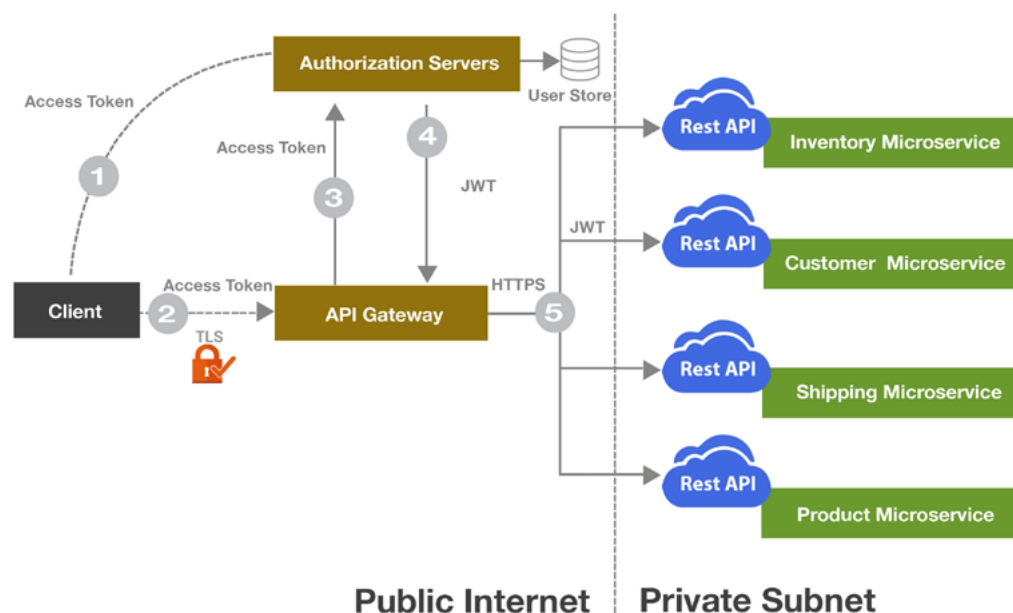 Authorization Servers
User Store
Access Token
1
Access Token
3
4
JWT
Client
2
Access Token
TLS
API Gateway
HTTPS
5
JWT
Rest API
Inventory Microservice
Rest API
Customer Microservice
Rest API
Shipping Microservice
Rest API
Product Microservice
Public Internet
Private Subnet